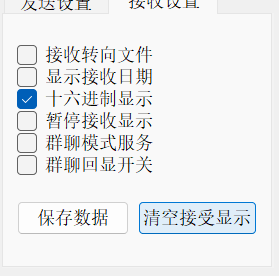 发送设置 接收设置
接收转向文件
显示接收日期
十六进制显示
暂停接收显示
群聊模式服务
群聊回显开关
保存数据 清空接受显示